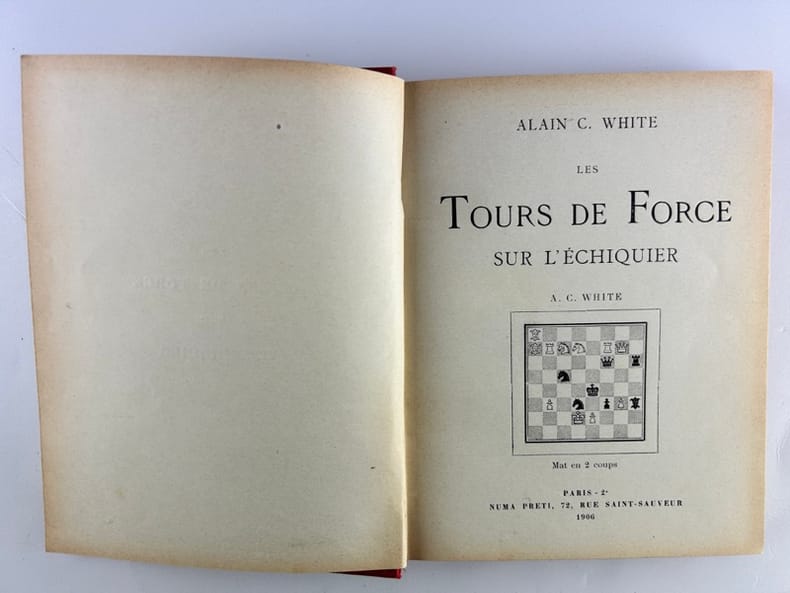 ALAIN C. WHITE
LES
TOURS DE FORCE
SUR L'ÉCHIQUIER
A. C. WHITE
Mat en 2 coups
PARIS - 2e
NUMA PRETI, 72, RUE SAINT-SAUVEUR
1906